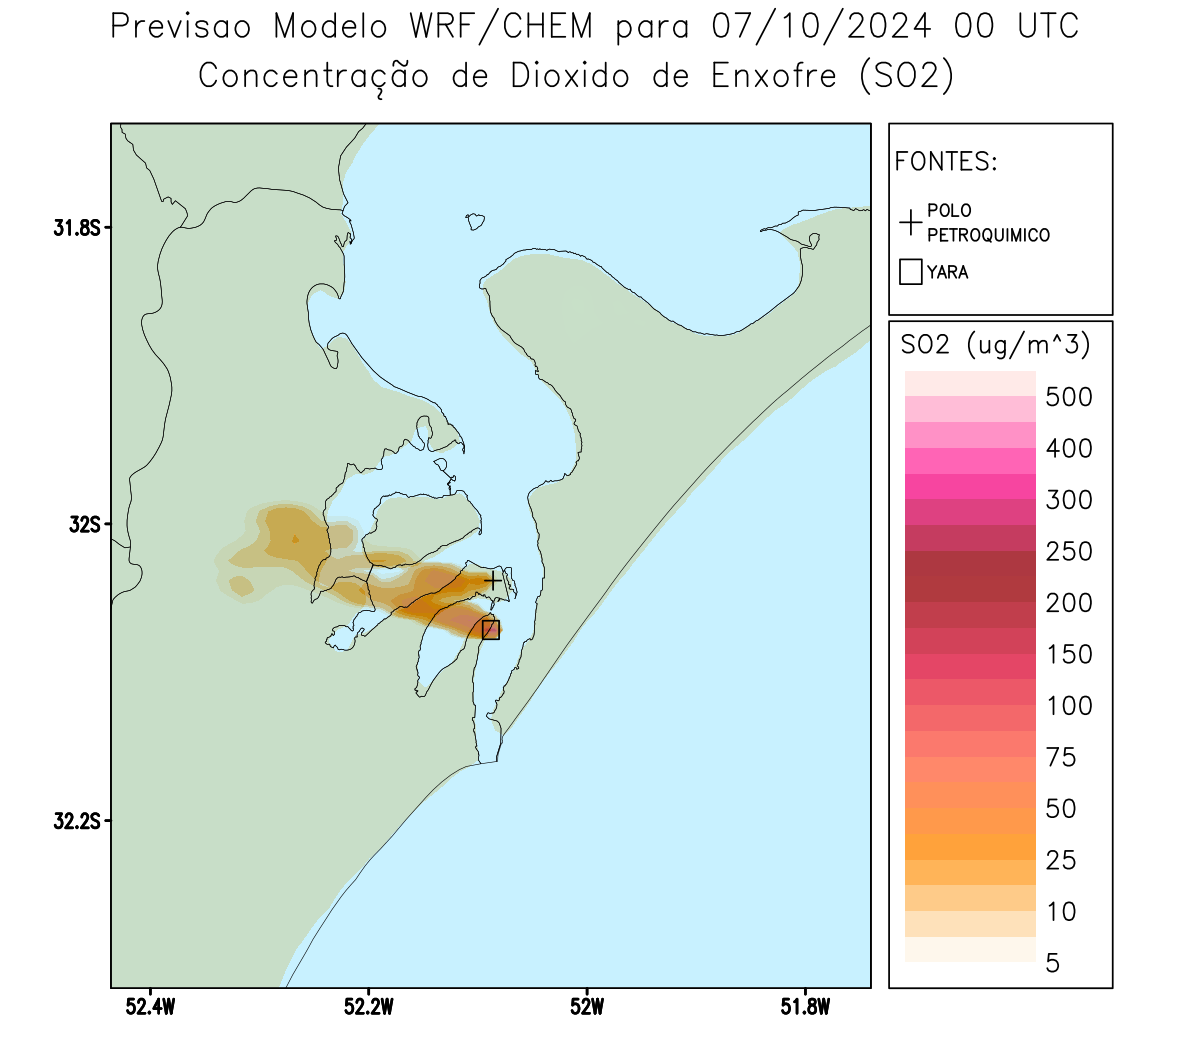 Previsao Modelo WRF/CHEM para 07/10/2024 00 UTC
Concentração de Dioxido de Enxofre (SO2)
FONTES:
POLO
PETROQUIMICO
YARA
31.8S
32S
32.2S
52.4W
52.2W
52W
51.8W
SO2 (ug/m^3)
500
400
300
250
200
150
100
75
50
25
10
5